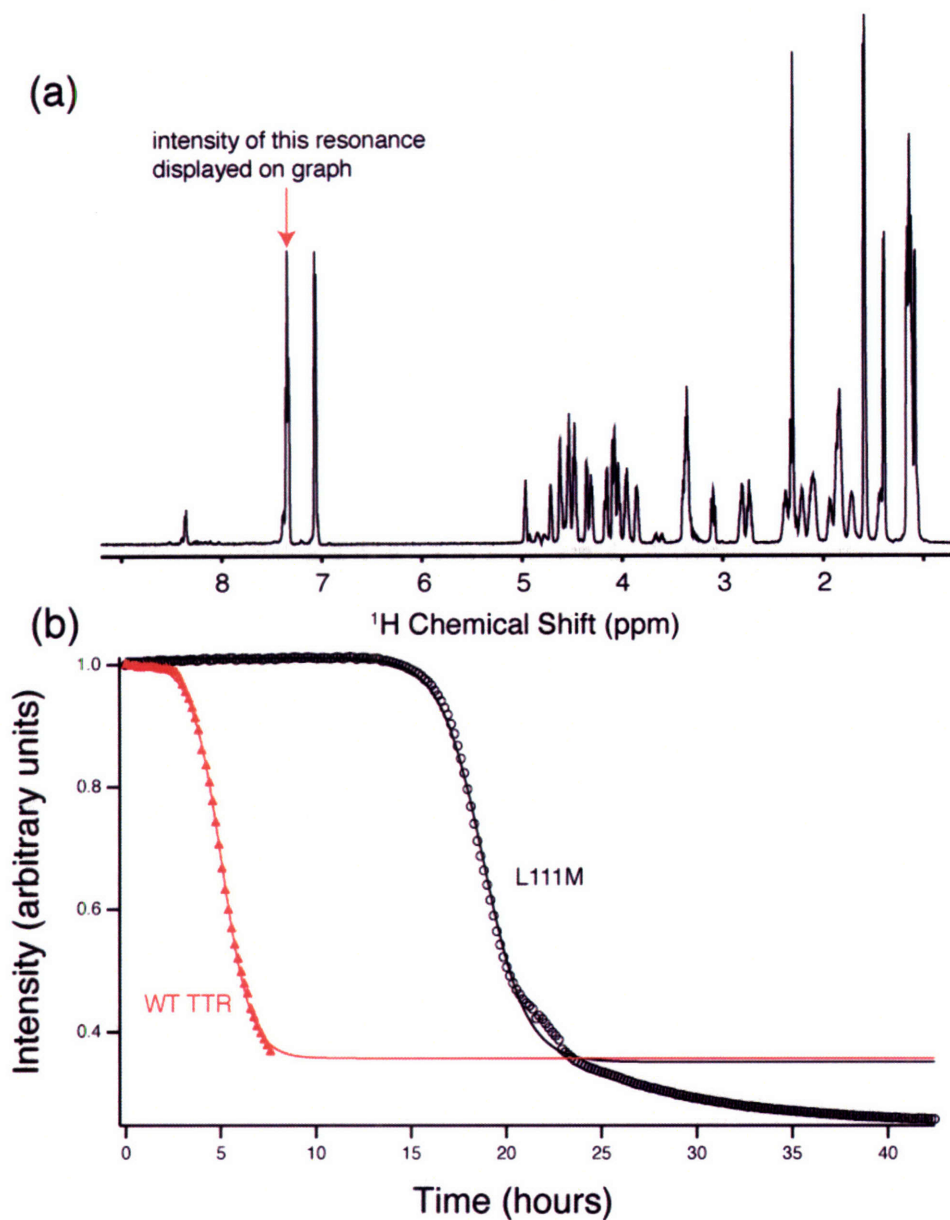 (a)
intensity of this resonance
displayed on graph
8 7 6 5 4 3 2
¹H Chemical Shift (ppm)
(b)
1.0
0.8
0.6
0.4
Intensity (arbitrary units)
WT TTR
L111M
0 5 10 15 20 25 30 35 40
Time (hours)